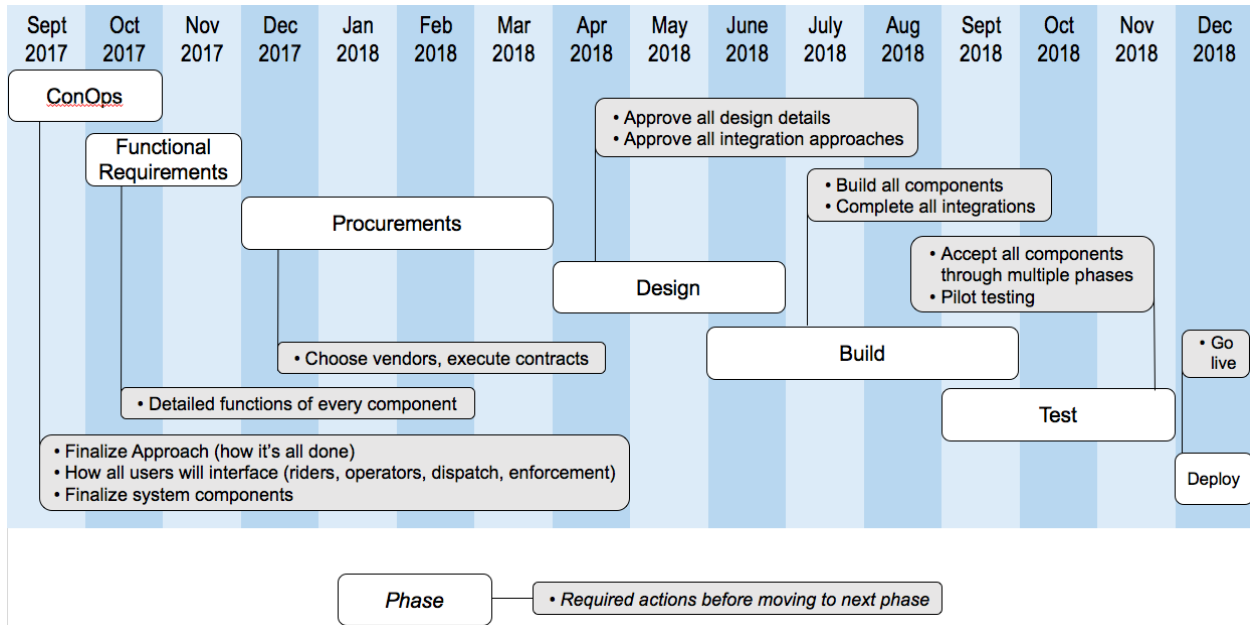 Sept Oct Nov Dec Jan Feb Mar Apr May June July Aug Sept Oct Nov Dec
2017 2017 2017 2017 2018 2018 2018 2018 2018 2018 2018 2018 2018 2018 2018 2018
ConOps
• Approve all design details
• Approve all integration approaches
Functional
Requirements
• Build all components
• Complete all integrations
Procurements
• Accept all components
through multiple phases
• Pilot testing
Design
Build
• Choose vendors, execute contracts
• Go
live
• Detailed functions of every component
Test
• Finalize Approach (how it's all done)
• How all users will interface (riders, operators, dispatch, enforcement)
• Finalize system components
Deploy
Phase
• Required actions before moving to next phase